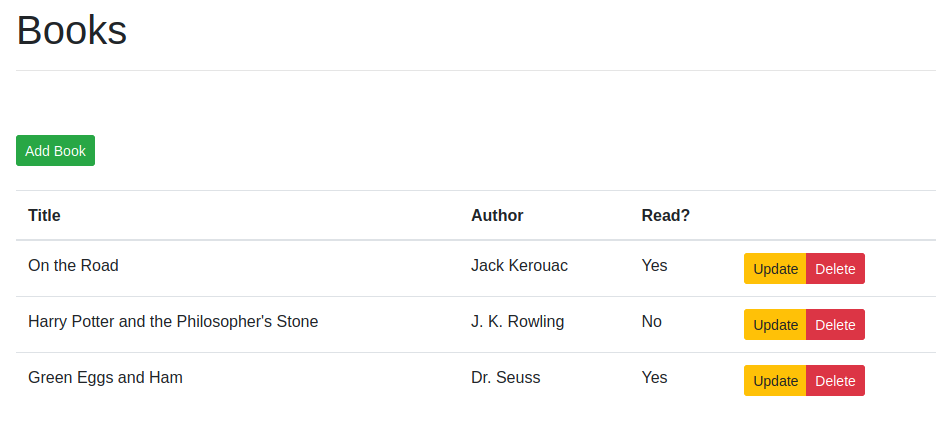 Books
Add Book
Title Author Read?
On the Road Jack Kerouac Yes Update Delete
Harry Potter and the Philosopher's Stone J. K. Rowling No Update Delete
Green Eggs and Ham Dr. Seuss Yes Update Delete